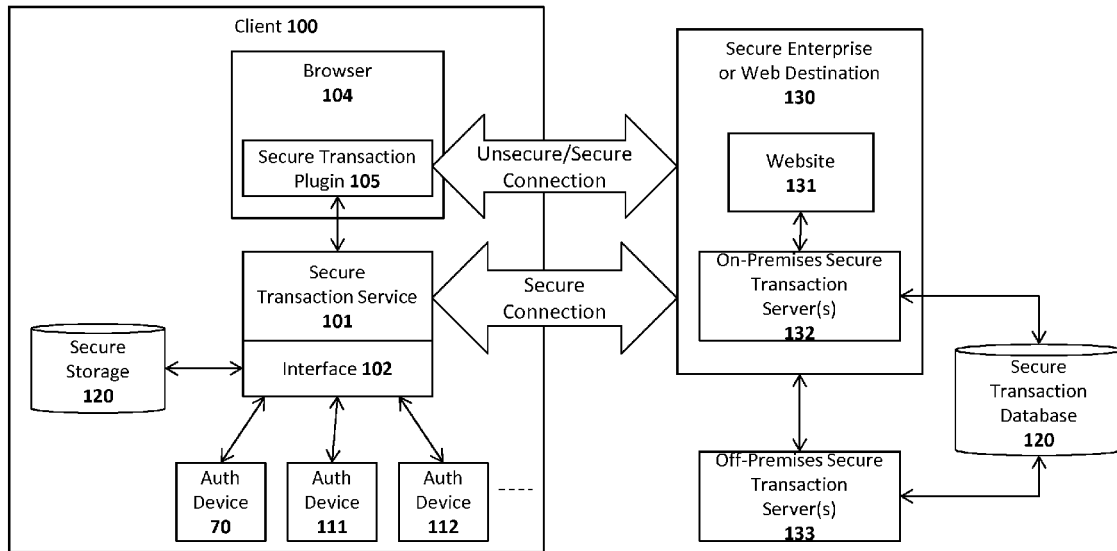 Client 100
Browser
104
Secure Transaction
Plugin 105
Unsecure/Secure
Connection
Secure Enterprise
or Web Destination
130
Website
131
Secure
Transaction Service
101
Interface 102
Secure
Connection
On-Premises Secure
Transaction
Server(s)
132
Secure
Storage
120
Secure
Transaction
Database
120
Auth
Device
70
Auth
Device
111
Auth
Device
112
Off-Premises Secure
Transaction
Server(s)
133